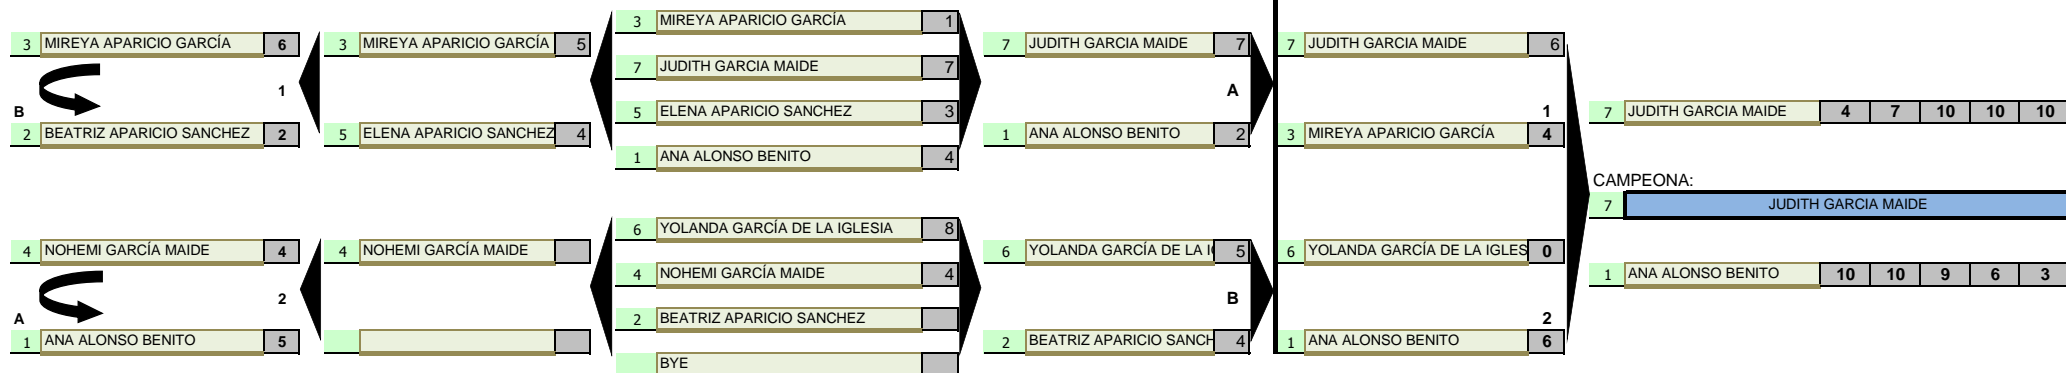 3 MIREYA APARICIO GARCÍA 6
B
1
2 BEATRIZ APARICIO SANCHEZ 2
4 NOHEMI GARCÍA MAIDE 4
A
2
1 ANA ALONSO BENITO 5
3 MIREYA APARICIO GARCÍA 5
5 ELENA APARICIO SANCHEZ 4
4 NOHEMI GARCÍA MAIDE
3 MIREYA APARICIO GARCÍA 1
7 JUDITH GARCIA MAIDE 7
5 ELENA APARICIO SANCHEZ 3
1 ANA ALONSO BENITO 4
6 YOLANDA GARCÍA DE LA IGLESIA 8
4 NOHEMI GARCÍA MAIDE 4
2 BEATRIZ APARICIO SANCHEZ
BYE
7 JUDITH GARCIA MAIDE 7
A
1 ANA ALONSO BENITO 2
6 YOLANDA GARCÍA DE LA 5
B
2 BEATRIZ APARICIO SANCH 4
7 JUDITH GARCIA MAIDE 6
1
3 MIREYA APARICIO GARCÍA 4
6 YOLANDA GARCÍA DE LA IGLES 0
2
1 ANA ALONSO BENITO 6
7 JUDITH GARCIA MAIDE 4 7 10 10 10
CAMPEONA:
7 JUDITH GARCIA MAIDE
1 ANA ALONSO BENITO 10 10 9 6 3